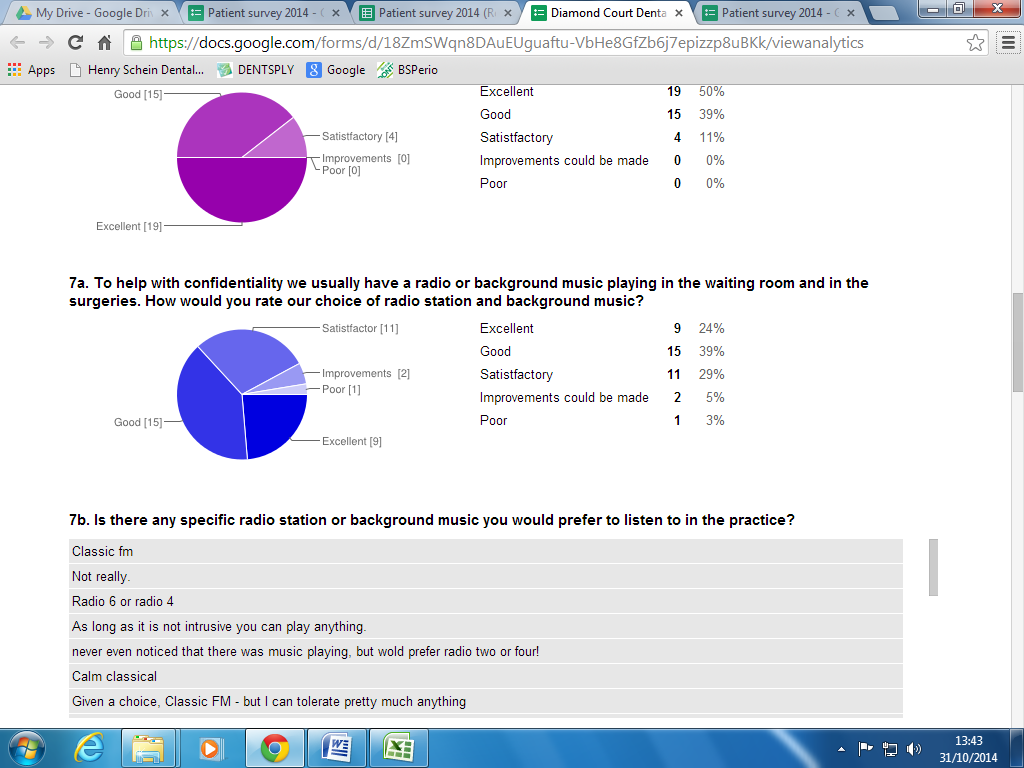 My Drive - Google Driv
Patient survey 2014 - G
Patient survey 2014 (Re
Diamond Court Denta
Patient survey 2014 - G
https://docs.google.com/forms/d/18ZmSWqn8DAuEUguaftu-VbHe8GfZb6j7epizzp8uBKk/viewanalytics
Apps Henry Schein Dental... DENTSPLY Google BSPerio
Good [15]
Satistfactory [4]
Improvements [0]
Poor [0]
Excellent [19]
Excellent 19 50%
Good 15 39%
Satistfactory 4 11%
Improvements could be made 0 0%
Poor 0 0%
7a. To help with confidentiality we usually have a radio or background music playing in the waiting room and in the
surgeries. How would you rate our choice of radio station and background music?
Satistfactor [11]
Improvements [2]
Poor [1]
Good [15]
Excellent [9]
Excellent 9 24%
Good 15 39%
Satistfactory 11 29%
Improvements could be made 2 5%
Poor 1 3%
7b. Is there any specific radio station or background music you would prefer to listen to in the practice?
Classic fm
Not really.
Radio 6 or radio 4
As long as it is not intrusive you can play anything.
never even noticed that there was music playing, but wold prefer radio two or four!
Calm classical
Given a choice, Classic FM - but I can tolerate pretty much anything
13:43
31/10/2014